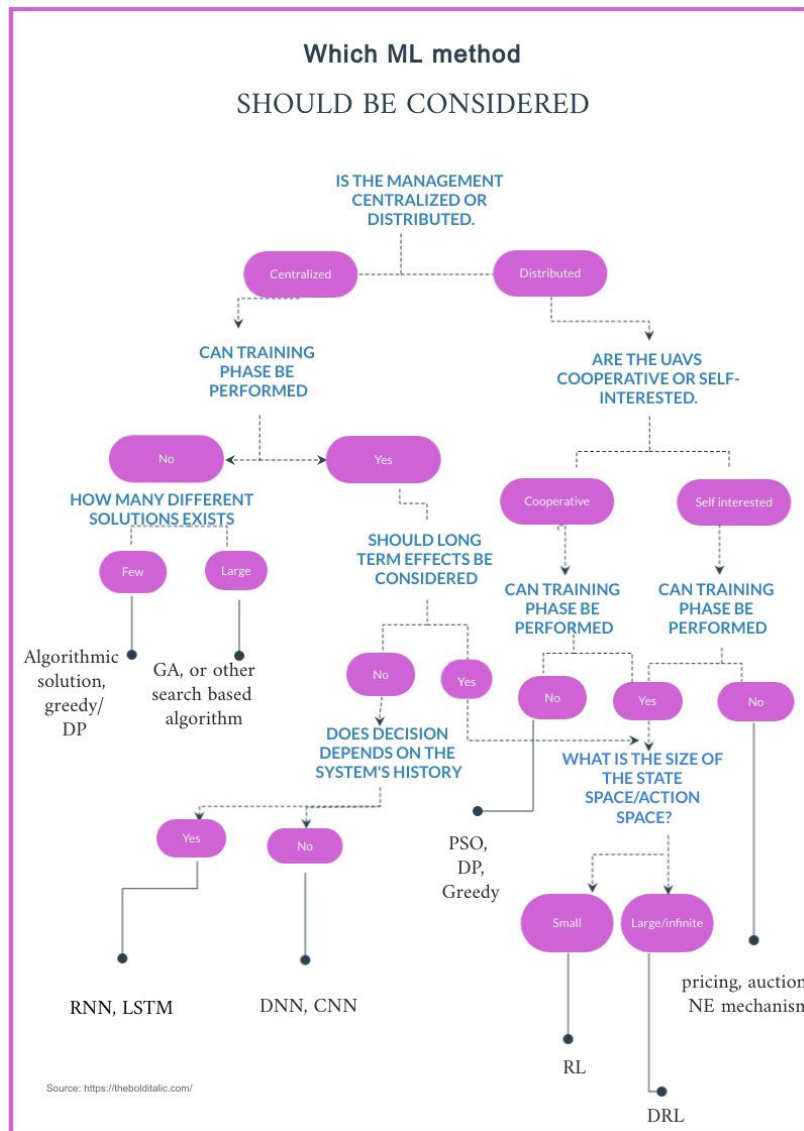 Which ML method
SHOULD BE CONSIDERED
IS THE MANAGEMENT
CENTRALIZED OR
DISTRIBUTED.
Centralized
Distributed
CAN TRAINING
PHASE BE
PERFORMED
ARE THE UAVS
COOPERATIVE OR SELF-
INTERESTED.
No
Yes
HOW MANY DIFFERENT
SOLUTIONS EXISTS
Cooperative
Self interested
Few
Large
SHOULD LONG
TERM EFFECTS BE
CONSIDERED
CAN TRAINING
PHASE BE
PERFORMED
CAN TRAINING
PHASE BE
PERFORMED
Algorithmic
solution,
greedy/
DP
GA, or other
search based
algorithm
No
Yes
No
Yes
No
DOES DECISION
DEPENDS ON THE
SYSTEM'S HISTORY
WHAT IS THE SIZE OF
THE STATE
SPACE/ACTION
SPACE?
Yes
No
PSO,
DP,
Greedy
Small
Large/infinite
RNN, LSTM
DNN, CNN
pricing, auction
NE mechanism
RL
DRL
Source: https://thebolditalic.com/